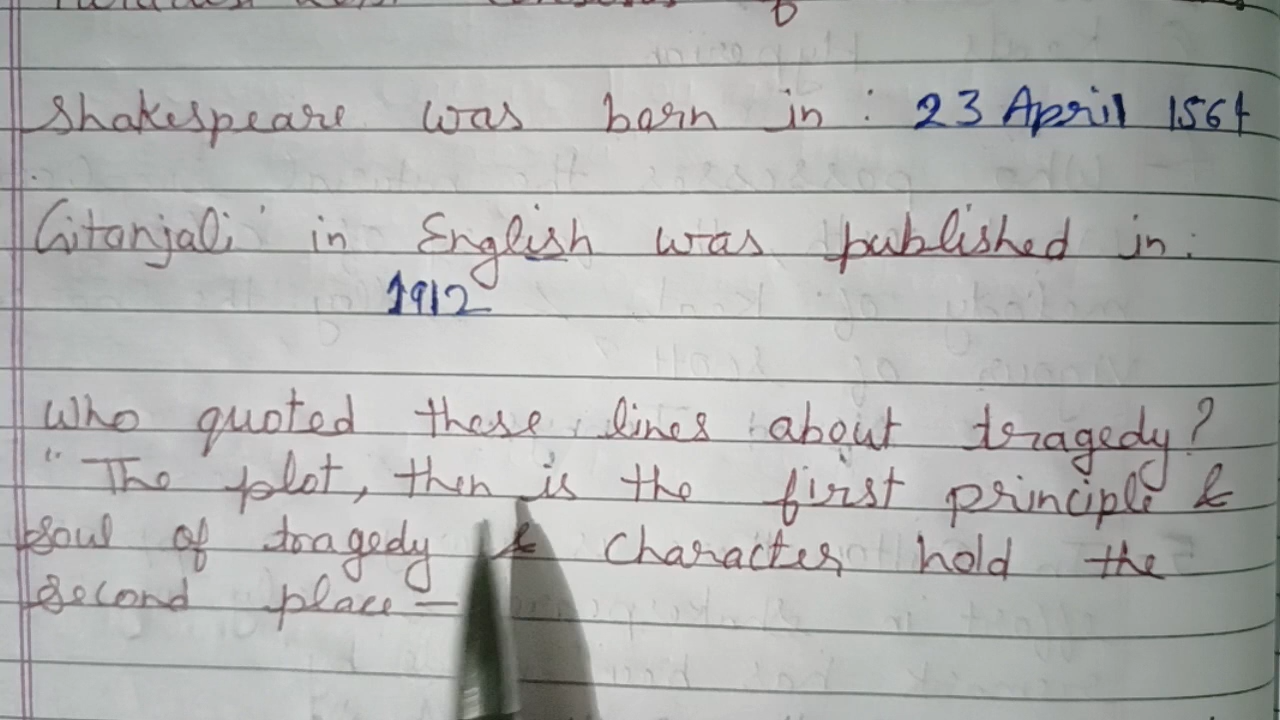 Shakespeare was born in : 23 April 1564
Gitanjali' in English was published in :
1912
Who quoted these lines about tragedy?
" The plot, then is the first principle &
soul of tragedy & Character hold the
second place –